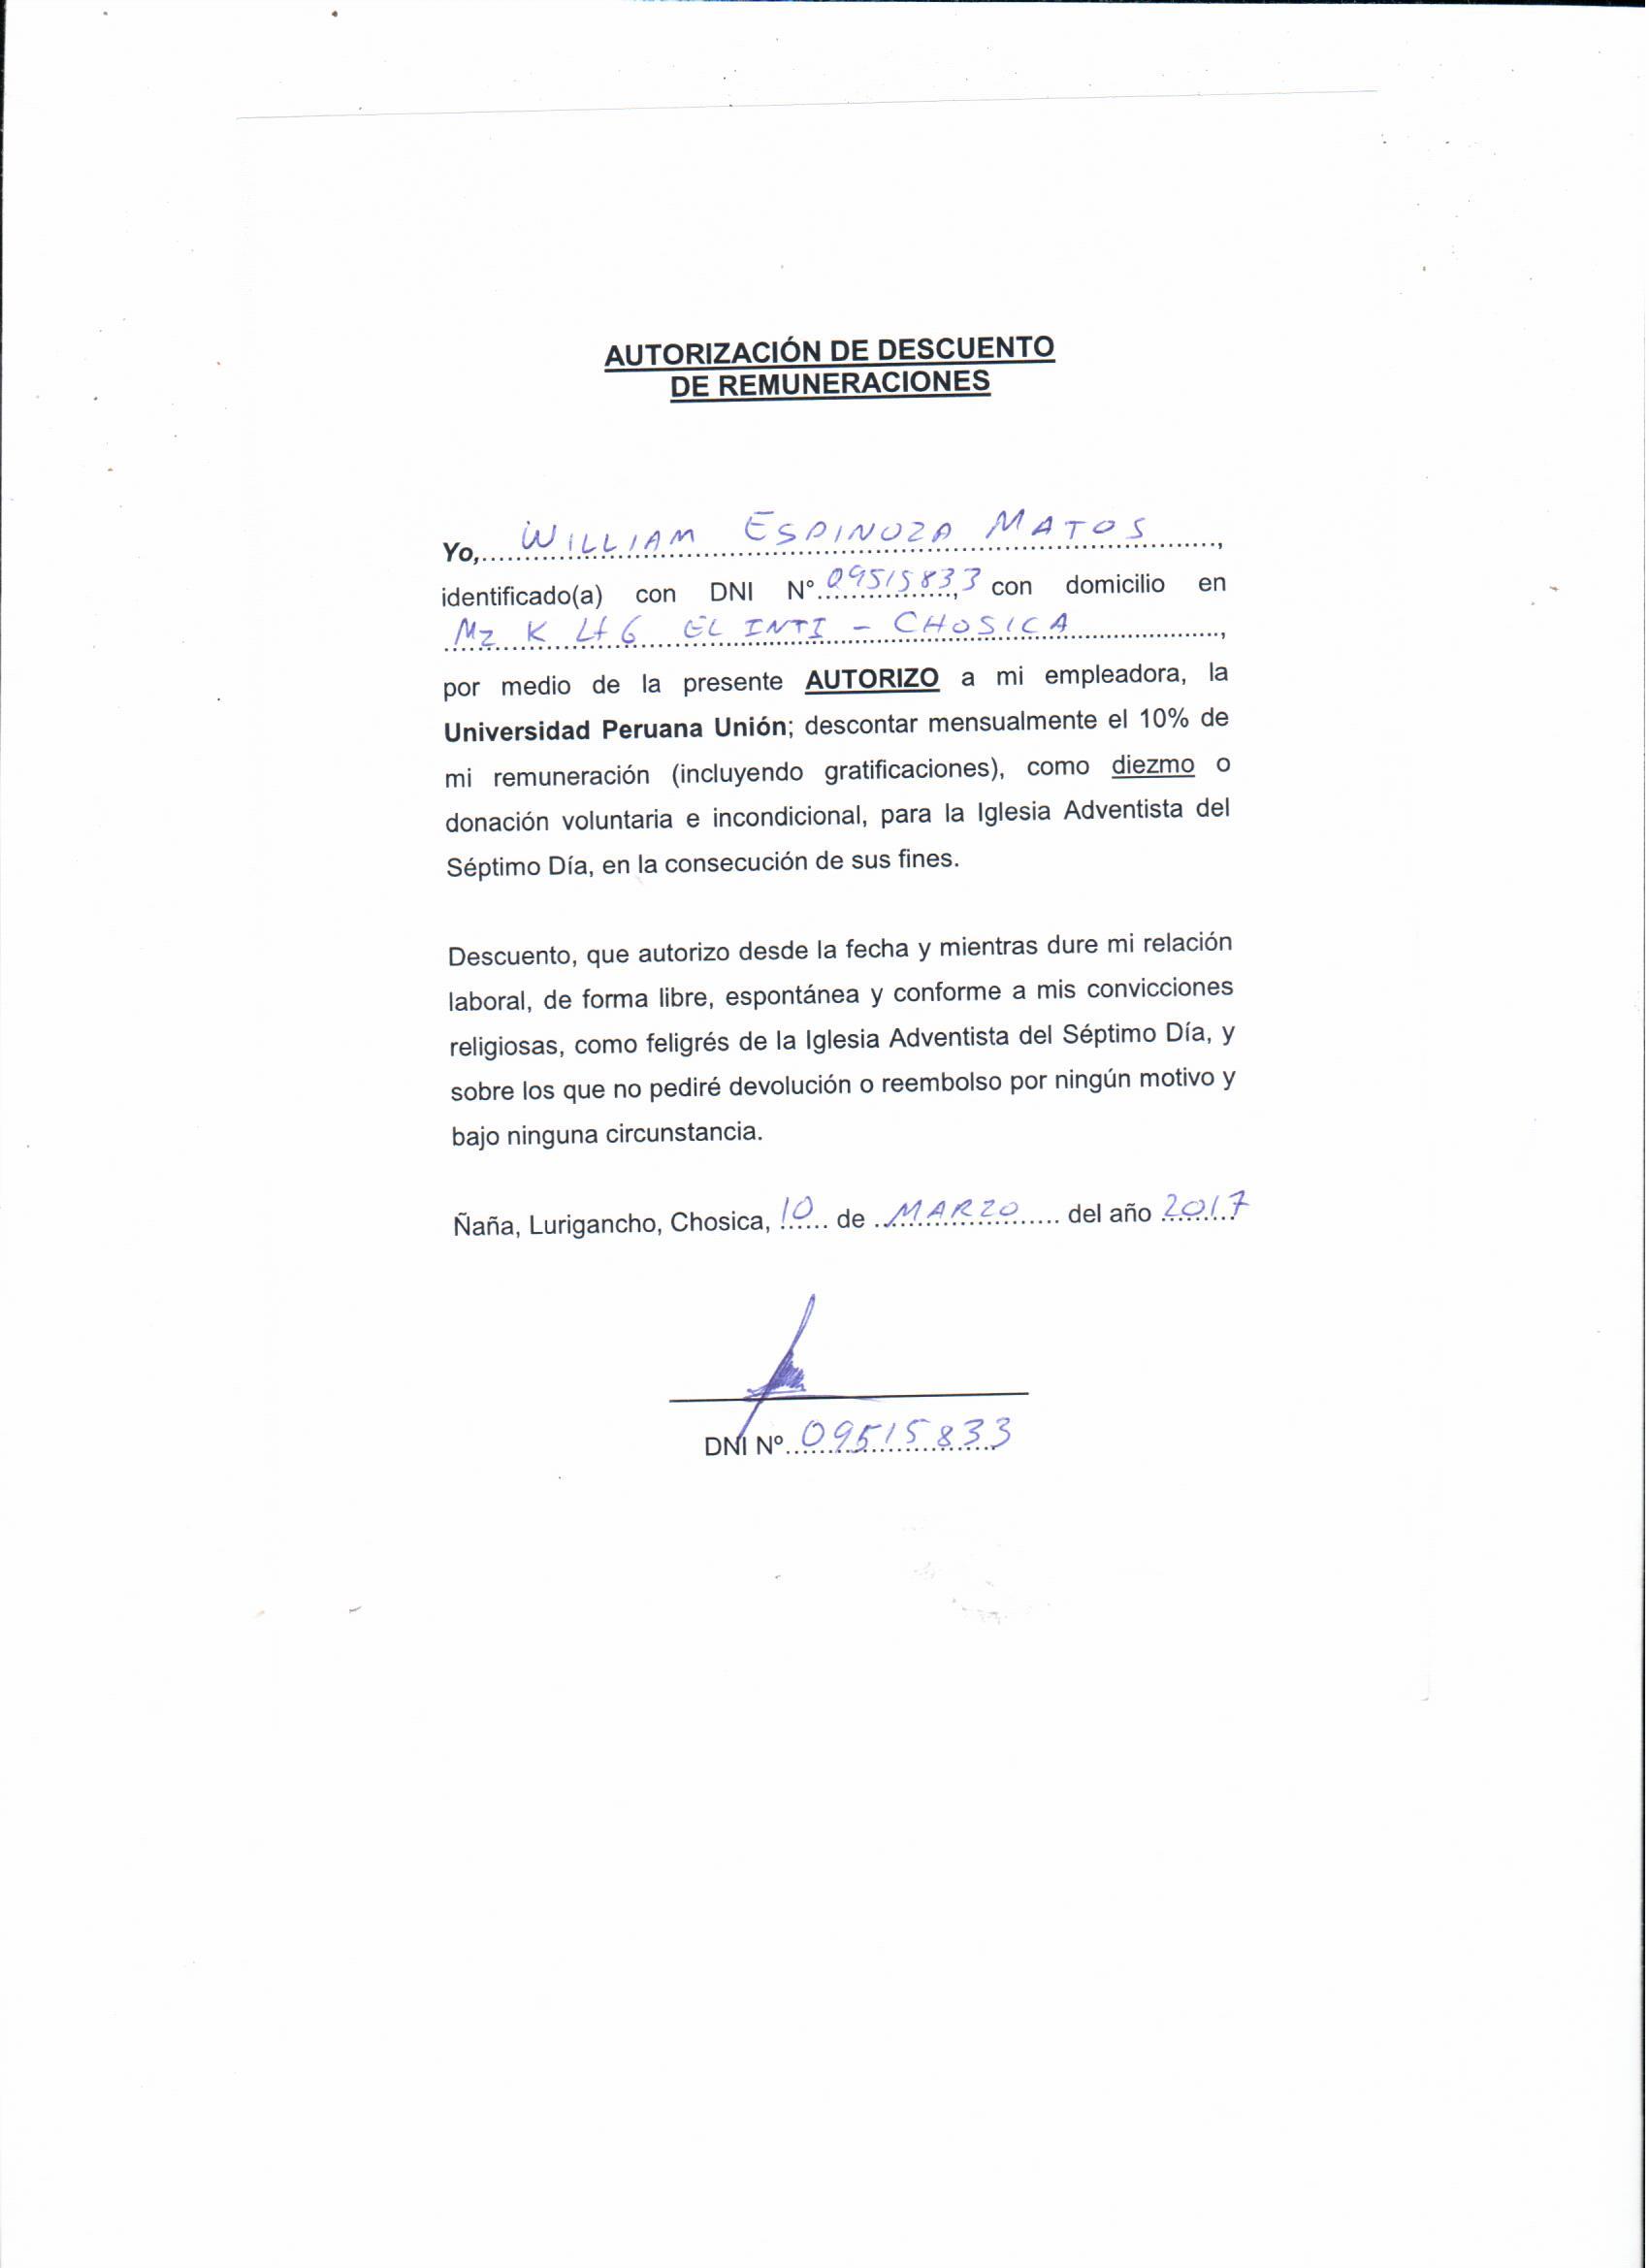 AUTORIZACIÓN DE DESCUENTO
DE REMUNERACIONES
Yo, WILLIAM ESPINOZA MATOS,
identificado(a) con DNI N° 09515833, con domicilio en
Mz K Lt 6 EL INTI - CHOSICA,
por medio de la presente AUTORIZO a mi empleadora, la
Universidad Peruana Unión; descontar mensualmente el 10% de
mi remuneración (incluyendo gratificaciones), como diezmo o
donación voluntaria e incondicional, para la Iglesia Adventista del
Séptimo Día, en la consecución de sus fines.
Descuento, que autorizo desde la fecha y mientras dure mi relación
laboral, de forma libre, espontánea y conforme a mis convicciones
religiosas, como feligrés de la Iglesia Adventista del Séptimo Día, y
sobre los que no pediré devolución o reembolso por ningún motivo y
bajo ninguna circunstancia.
Ñaña, Lurigancho, Chosica, 10 de MARZO del año 2017
DNI Nº 09515833